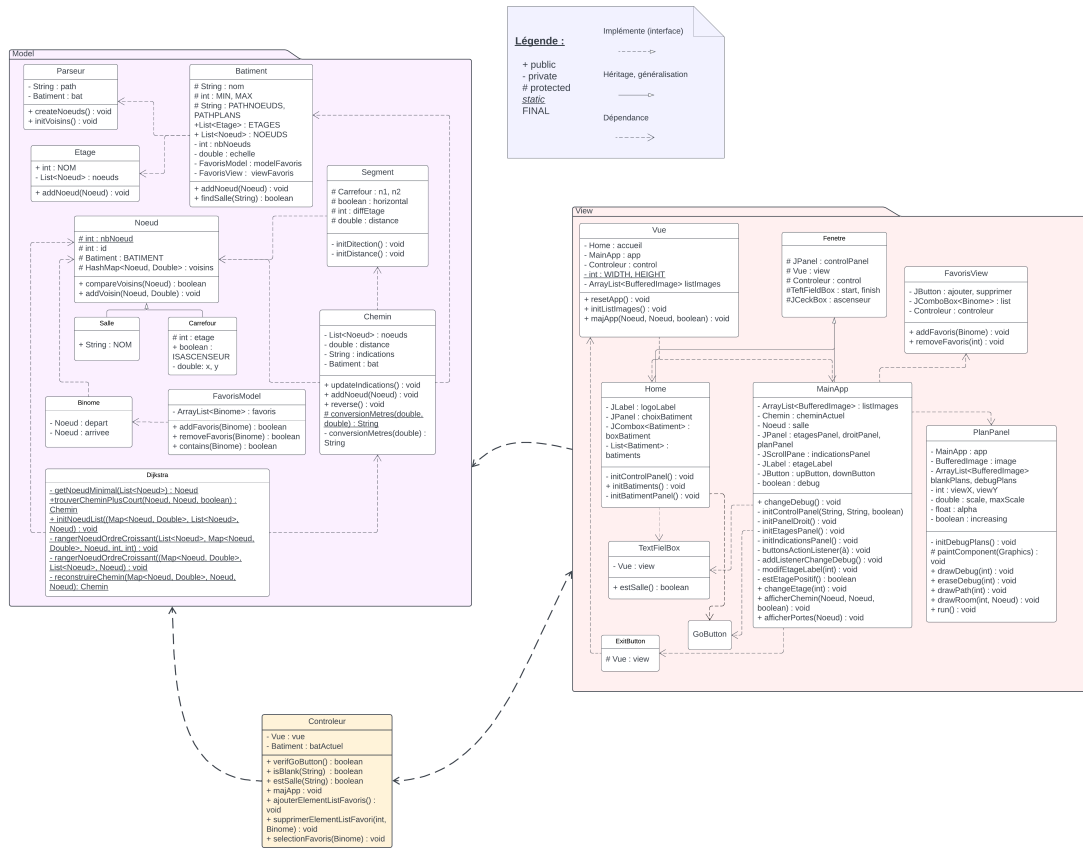 Légende :
+ public
- private
# protected
static
FINAL
Implémente (interface)
Héritage, généralisation
Dépendance
Model
Parseur
- String : path
- Batiment : bat
+ createNoeuds() : void
+ initVoisins() : void
Batiment
# String : nom
# int : MIN, MAX
# String : PATHNOEUDS,
PATHPLANS
+List<Etage> : ETAGES
+ List<Noeud> : NOEUDS
- int : nbNoeuds
- double : echelle
- FavorisModel : modelFavoris
- FavorisView :  viewFavoris
+ addNoeud(Noeud) : void
+ findSalle(String) : boolean
Etage
+ int : NOM
- List<Noeud> : noeuds
+ addNoeud(Noeud) : void
Segment
# Carrefour : n1, n2
# boolean : horizontal
# int : diffEtage
# double : distance
- initDitection() : void
- initDistance() : void
Noeud
# int : nbNoeud
# int : id
# Batiment : BATIMENT
# HashMap<Noeud, Double> : voisins
+ compareVoisins(Noeud) : boolean
+ addVoisin(Noeud, Double) : void
Salle
+ String : NOM
Carrefour
# int : etage
+ boolean :
ISASCENSEUR
- double: x, y
Chemin
- List<Noeud> : noeuds
- double : distance
- String : indications
- Batiment : bat
+ updateIndications() : void
+ addNoeud(Noeud) : void
+ reverse() : void
# conversionMetres(double,
double) : String
- conversionMetres(double) :
String
Binome
- Noeud : depart
- Noeud : arrivee
FavorisModel
- ArrayList<Binome> : favoris
+ addFavoris(Binome) : void
+ removeFavoris(Binome) : void
+ contains(Binome) : boolean
Dijkstra
- getNoeudMinimal(List<Noeud>) : Noeud
+trouverCheminPlusCourt(Noeud, Noeud, boolean) :
Chemin
+ initNoeudList((Map<Noeud, Double>, List<Noeud>,
Noeud) : void
- rangerNoeudOrdreCroissant(List<Noeud>, Map<Noeud,
Double>, Noeud, int, int) : void
- rangerNoeudOrdreCroissant((Map<Noeud, Double>,
List<Noeud>, Noeud) : void
- reconstruireChemin(Map<Noeud, Double>, Noeud,
Noeud): Chemin
View
Vue
- Home : accueil
- MainApp : app
- Controleur : control
- int : WIDTH, HEIGHT
- ArrayList<BufferedImage> listImages
+ resetApp() : void
+ initListImages() : void
+ majApp(Noeud, Noeud, boolean) : void
Fenetre
# JPanel : controlPanel
# Vue : view
# Controleur : control
#TeftFieldBox : start, finish
#JCeckBox : ascenseur
FavorisView
- JButton : ajouter, supprimer
- JComboBox<Binome> : list
- Controleur : controleur
+ addFavoris(Binome) : void
+ removeFavoris(int) : void
Home
- JLabel : logoLabel
- JPanel : choixBatiment
- JCombox<Batiment> :
boxBatiment
- List<Batiment> :
batiments
- initControlPanel() : void
+ initBatiments() : void
- initBatimentPanel() : void
MainApp
- ArrayList<BufferedImage> : listImages
- Chemin : cheminActuel
- Noeud : salle
- JPanel : etagesPanel, droitPanel,
planPanel
- JScrollPane : indicationsPanel
- JLabel : etageLabel
- JButton : upButton, downButton
- boolean : debug
+ changeDebug() : void
- initControlPanel(String, String, boolean)
- initPanelDroit() : void
- initEtagesPanel() : void
- initIndicationsPanel() : void
- buttonsActionListener(à) : void
- addListenerChangeDebug() : void
- modifEtageLabel(int) : void
- estEtagePositif() : boolean
+ changeEtage(int) : void
+ afficherChemin(Noeud, Noeud,
boolean) : void
+ afficherPortes(Noeud) : void
PlanPanel
- MainApp : app
- BufferedImage : image
- ArrayList<BufferedImage>
blankPlans, debugPlans
- int : viewX, viewY
- double : scale, maxScale
- float : alpha
- boolean : increasing
- initDebugPlans() : void
# paintComponent(Graphics) :
void
+ drawDebug(int) : void
+ eraseDebug(int) : void
+ drawPath(int) : void
+ drawRoom(int, Noeud) : void
+ run() : void
TextFielBox
- Vue : view
+ estSalle() : boolean
GoButton
ExitButton
# Vue : view
Controleur
- Vue : vue
- Batiment : batActuel
+ verifGoButton() : boolean
+ isBlank(String)  : boolean
+ estSalle(String) : boolean
+ majApp : void
+ ajouterElementListFavoris() :
void
+ supprimerElementListFavori(int,
Binome) : void
+ selectionFavoris(Binome) : void